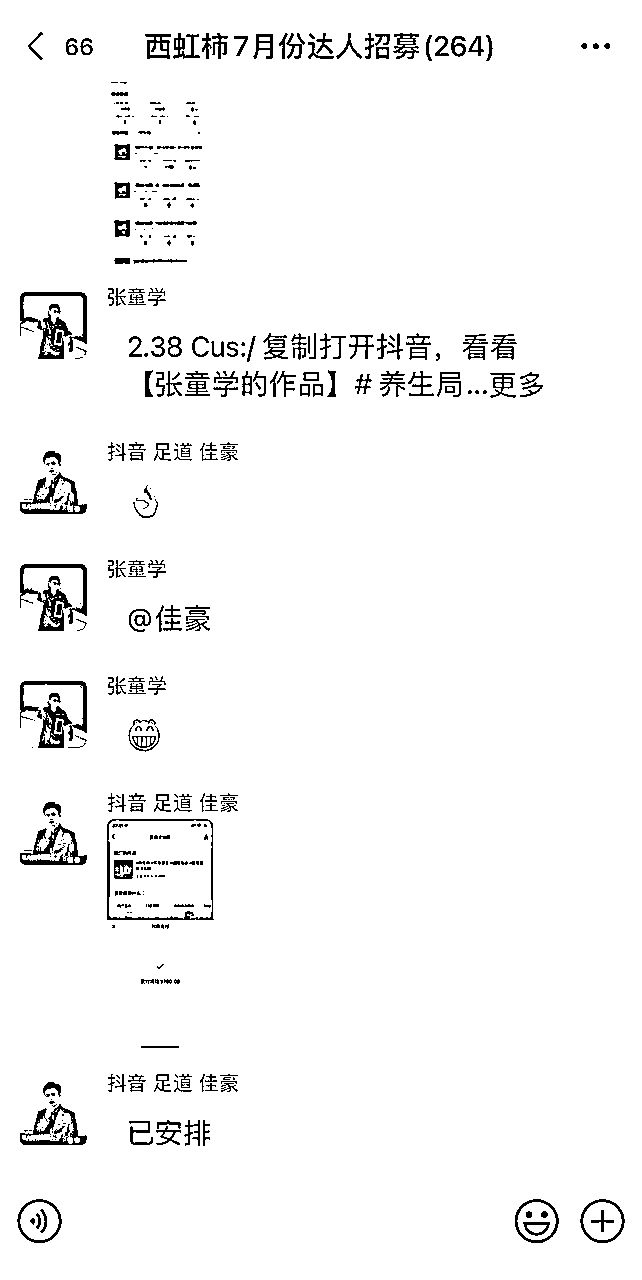 66
西虹柿7月份达人招募(264)
张童学
2.38 Cus:/ 复制打开抖音，看看
【张童学的作品】# 养生局...更多
抖音 足道 佳豪
张童学
@佳豪
张童学
抖音 足道 佳豪
抖音 足道 佳豪
已安排